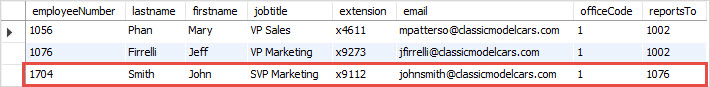 employeeNumber lastname firstname jobtitle extension email officeCode reportsTo
1056 Phan Mary VP Sales x4611 mpatterso@classicmodelcars.com 1 1002
1076 Firrelli Jeff VP Marketing x9273 jfirrelli@classicmodelcars.com 1 1002
1704 Smith John SVP Marketing x9112 johnsmith@classicmodelcars.com 1 1076